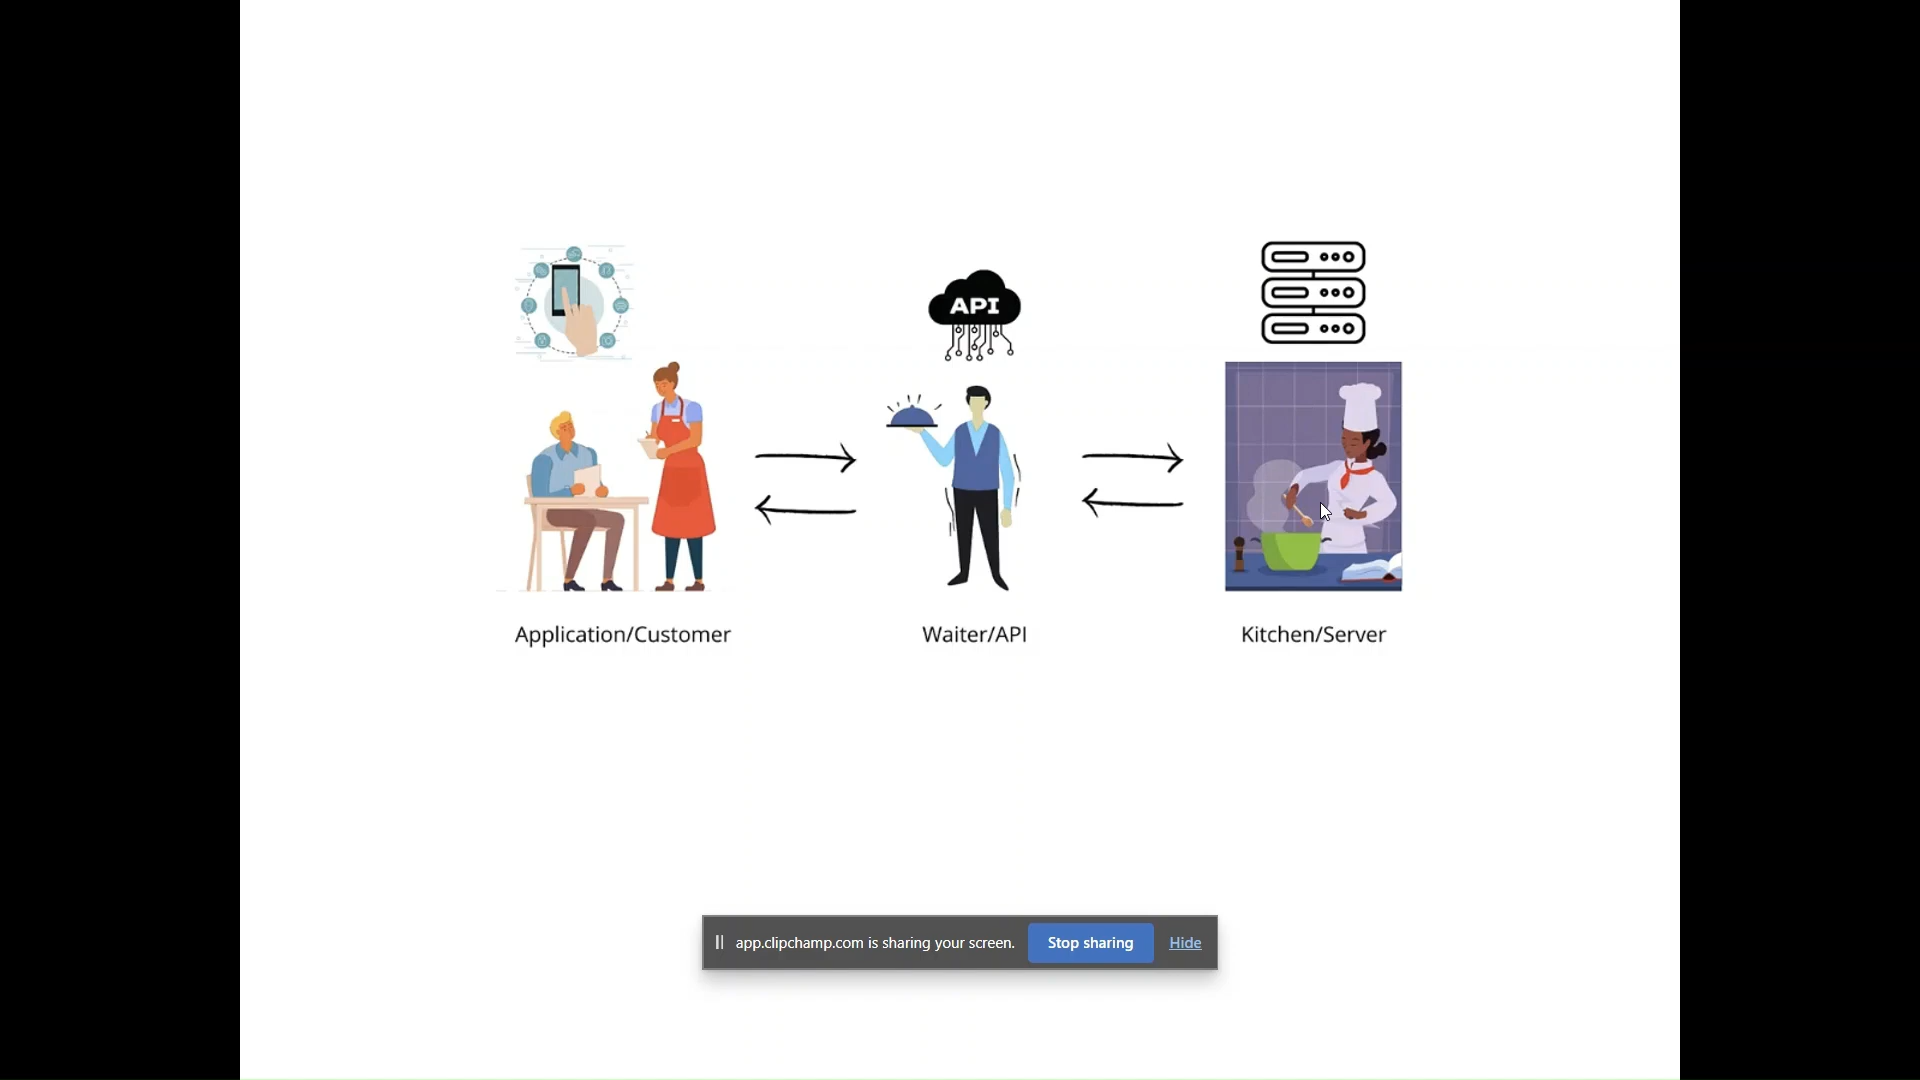 API
Application/Customer
Waiter/API
Kitchen/Server
app.clipchamp.com is sharing your screen.
Stop sharing
Hide